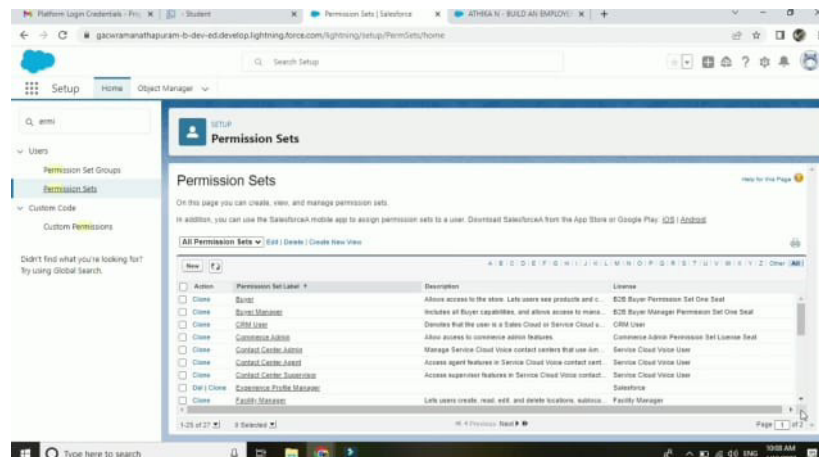 Platform Login Credentials - Pro
- Student
Permission Sets | Salesforce
ATHIKA N - BUILD AN EMPLOYE
gacwramanathapuram-b-dev-ed.develop.lightning.force.com/lightning/setup/PermSets/home
Search Setup
Setup Home Object Manager
ermi
Users
Permission Set Groups
Permission Sets
Custom Code
Custom Permissions
Didn't find what you're looking for?
Try using Global Search.
SETUP
Permission Sets
Permission Sets
Help for this Page
On this page you can create, view, and manage permission sets.
In addition, you can use the SalesforceA mobile app to assign permission sets to a user. Download SalesforceA from the App Store or Google Play: iOS | Android
All Permission Sets Edit | Delete | Create New View
New A B C D E F G H I J K L M N O P Q R S T U V W X Y Z Other All
Action Permission Set Label Description License
Clone Buyer Allows access to the store. Lets users see products and c... B2B Buyer Permission Set One Seat
Clone Buyer Manager Includes all Buyer capabilities, and allows access to mana... B2B Buyer Manager Permission Set One Seat
Clone CRM User Denotes that the user is a Sales Cloud or Service Cloud u... CRM User
Clone Commerce Admin Allow access to commerce admin features. Commerce Admin Permission Set License Seat
Clone Contact Center Admin Manage Service Cloud Voice contact centers that use Am... Service Cloud Voice User
Clone Contact Center Agent Access agent features in Service Cloud Voice contact cent... Service Cloud Voice User
Clone Contact Center Supervisor Access supervisor features in Service Cloud Voice contact... Service Cloud Voice User
Del | Clone Experience Profile Manager Salesforce
Clone Facility Manager Lets users create, read, edit, and delete locations, subloca... Facility Manager
1-25 of 27 0 Selected Previous Next Page 1 of 2
Type here to search ENG 10:03 AM